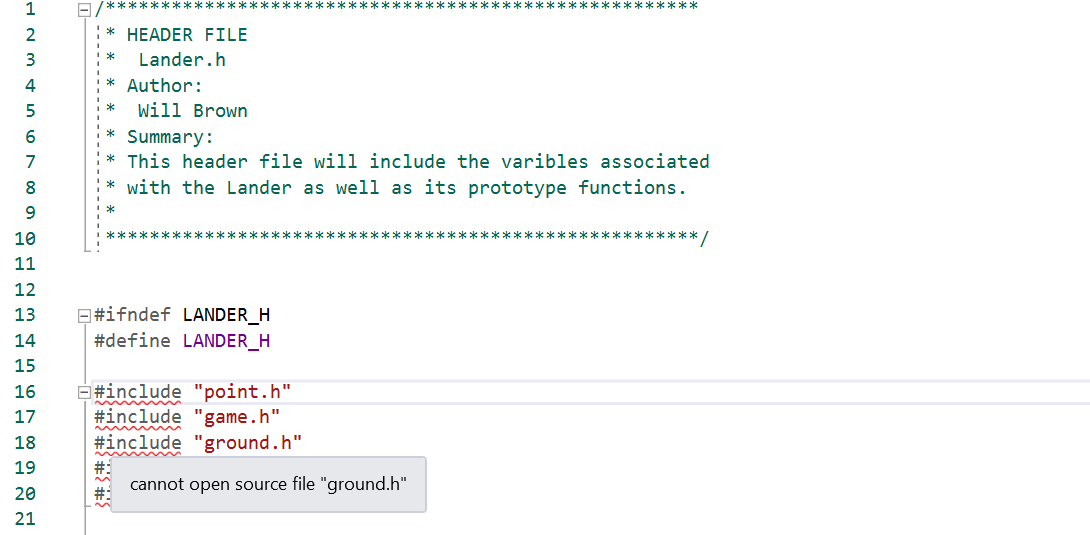 1 /******************************************************
2 * HEADER FILE
3 * Lander.h
4 * Author:
5 * Will Brown
6 * Summary:
7 * This header file will include the varibles associated
8 * with the Lander as well as its prototype functions.
9 *
10 ******************************************************/
11
12
13 #ifndef LANDER_H
14 #define LANDER_H
15
16 #include "point.h"
17 #include "game.h"
18 #include "ground.h"
19 #i
cannot open source file "ground.h"
20 #i
21